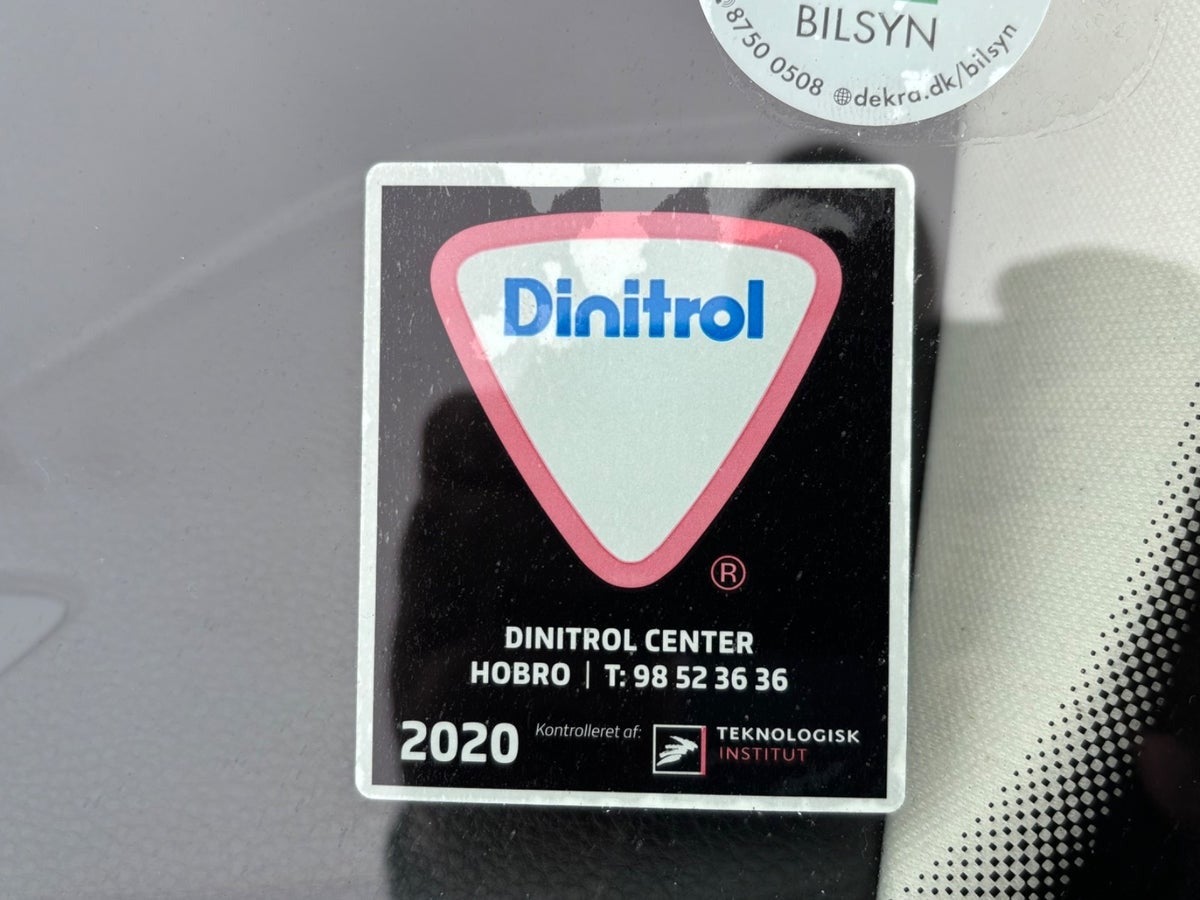 BILSYN
8750 0508 dekra.dk/bilsyn
Dinitrol
®
DINITROL CENTER
HOBRO | T: 98 52 36 36
2020 Kontrolleret af: TEKNOLOGISK
INSTITUT